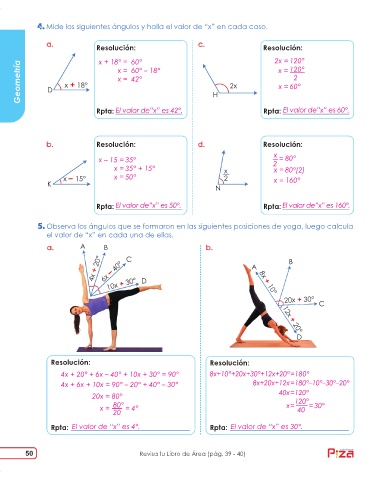 Geometría
4. Mide los siguientes ángulos y halla el valor de “x” en cada caso.
a.
Resolución:
x + 18° = 60°
x = 60° – 18°
x = 42°
x + 18°
D
Rpta: El valor de“x” es 42°.
c.
Resolución:
2x = 120°
x = 120°
2
x = 60°
2x
H
Rpta: El valor de“x” es 60°.
b.
Resolución:
x – 15 = 35°
x = 35° + 15°
x = 50°
x – 15°
K
Rpta: El valor de“x” es 50°.
d.
Resolución:
x = 80°
2
x = 80°(2)
x = 160°
x
2
N
Rpta: El valor de“x” es 160°.
5. Observa los ángulos que se formaron en las siguientes posiciones de yoga, luego calcula
el valor de “x” en cada una de ellas.
a.
A
B
C
D
4x + 20°
6x – 40°
10x + 30°
b.
A
B
C
D
8x + 10°
20x + 30°
12x + 20°
Resolución:
4x + 20° + 6x – 40° + 10x + 30° = 90°
4x + 6x + 10x = 90° – 20° + 40° – 30°
20x = 80°
x = 80° = 4°
20
Rpta: El valor de “x” es 4°.
Resolución:
8x+10°+20x+30°+12x+20°=180°
8x+20x+12x=180°–10°–30°–20°
40x=120°
x= 120° = 30°
40
Rpta: El valor de “x” es 30°.
50
Revisa tu Libro de Área (pág. 39 - 40)
Piza